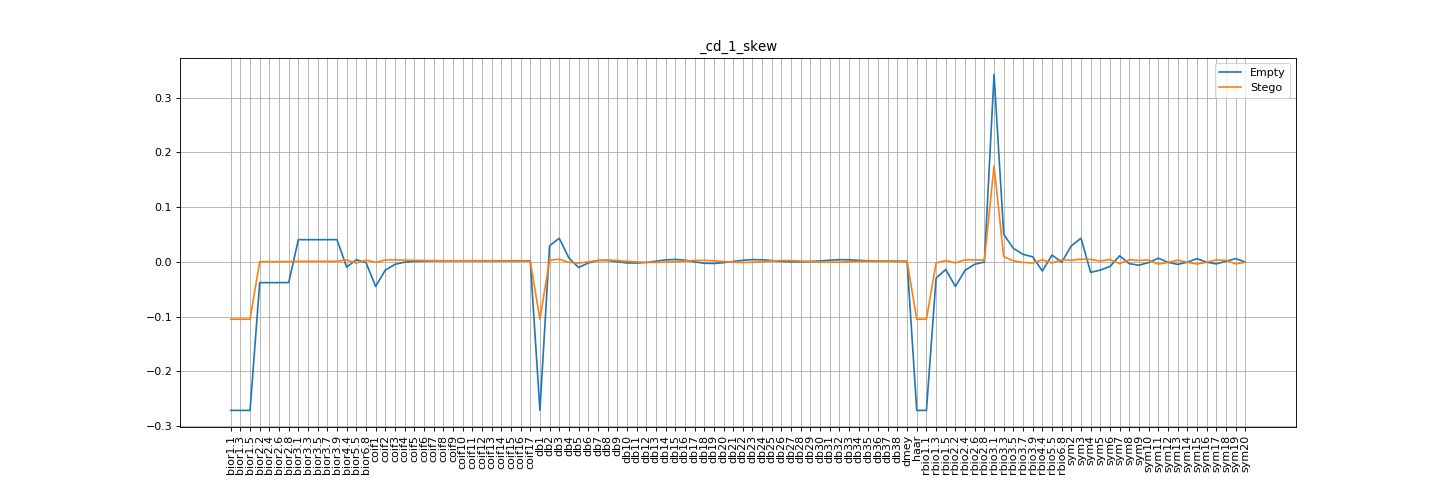 _cd_1_skew
Empty
Stego
0.3
0.2
0.1
0.0
−0.1
−0.2
−0.3
bior1.1
bior1.3
bior1.5
bior2.2
bior2.4
bior2.6
bior2.8
bior3.1
bior3.3
bior3.5
bior3.7
bior3.9
bior4.4
bior5.5
bior6.8
coif1
coif2
coif3
coif4
coif5
coif6
coif7
coif8
coif9
coif10
coif11
coif12
coif13
coif14
coif15
coif16
coif17
db1
db2
db3
db4
db5
db6
db7
db8
db9
db10
db11
db12
db13
db14
db15
db16
db17
db18
db19
db20
db21
db22
db23
db24
db25
db26
db27
db28
db29
db30
db31
db32
db33
db34
db35
db36
db37
db38
dmey
haar
rbio1.1
rbio1.3
rbio1.5
rbio2.2
rbio2.4
rbio2.6
rbio2.8
rbio3.1
rbio3.3
rbio3.5
rbio3.7
rbio3.9
rbio4.4
rbio5.5
rbio6.8
sym2
sym3
sym4
sym5
sym6
sym7
sym8
sym9
sym10
sym11
sym12
sym13
sym14
sym15
sym16
sym17
sym18
sym19
sym20